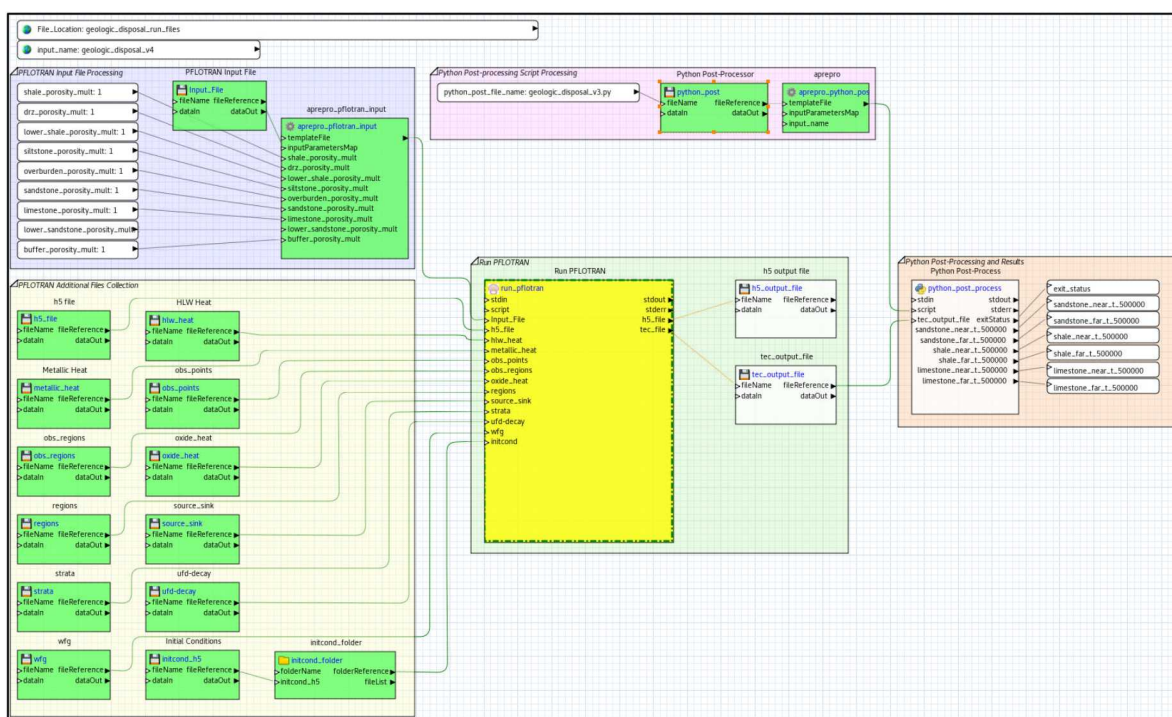 File_Location: geologic_disposal_run_files
input_name: geologic_disposal_v4
PFLOTRAN Input File Processing
shale_porosity_mult: 1
drz_porosity_mult: 1
lower_shale_porosity_mult: 1
siltstone_porosity_mult: 1
overburden_porosity_mult: 1
sandstone_porosity_mult: 1
limestone_porosity_mult: 1
lower_sandstone_porosity_mult
buffer_porosity_mult: 1
PFLOTRAN Input File
Input_File
fileName fileReference
dataIn dataOut
aprepro_pflotran_input
aprepro_pflotran_input
templateFile
inputParametersMap
shale_porosity_mult
drz_porosity_mult
lower_shale_porosity_mult
siltstone_porosity_mult
overburden_porosity_mult
sandstone_porosity_mult
limestone_porosity_mult
lower_sandstone_porosity_mult
buffer_porosity_mult
Python Post-processing Script Processing
python_post_file_name: geologic_disposal_v3.py
Python Post-Processor
python_post
fileName fileReference
dataIn dataOut
aprepro
aprepro_python_pos
templateFile
inputParametersMap
input_name
PFLOTRAN Additional Files Collection
h5 file
h5_file
fileName fileReference
dataIn dataOut
HLW Heat
hlw_heat
fileName fileReference
dataIn dataOut
Metallic Heat
metallic_heat
fileName fileReference
dataIn dataOut
obs_points
obs_points
fileName fileReference
dataIn dataOut
obs_regions
obs_regions
fileName fileReference
dataIn dataOut
oxide_heat
oxide_heat
fileName fileReference
dataIn dataOut
regions
regions
fileName fileReference
dataIn dataOut
source_sink
source_sink
fileName fileReference
dataIn dataOut
strata
strata
fileName fileReference
dataIn dataOut
ufd-decay
ufd-decay
fileName fileReference
dataIn dataOut
wfg
wfg
fileName fileReference
dataIn dataOut
Initial Conditions
initcond_h5
fileName fileReference
dataIn dataOut
initcond_folder
initcond_folder
folderName folderReference
initcond_h5 fileList
Run PFLOTRAN
Run PFLOTRAN
run_pflotran
stdin stdout
script stderr
Input_File h5_file
h5_file tec_file
hlw_heat
metallic_heat
obs_points
obs_regions
oxide_heat
regions
source_sink
strata
ufd-decay
wfg
initcond
h5 output file
h5_output_file
fileName fileReference
dataIn dataOut
tec_output_file
tec_output_file
fileName fileReference
dataIn dataOut
Python Post-Processing and Results
Python Post-Process
python_post_process
stdin stdout
script stderr
tec_output_file exitStatus
sandstone_near_t_500000
sandstone_far_t_500000
shale_near_t_500000
shale_far_t_500000
limestone_near_t_500000
limestone_far_t_500000
exit_status
sandstone_near_t_500000
sandstone_far_t_500000
shale_near_t_500000
shale_far_t_500000
limestone_near_t_500000
limestone_far_t_500000